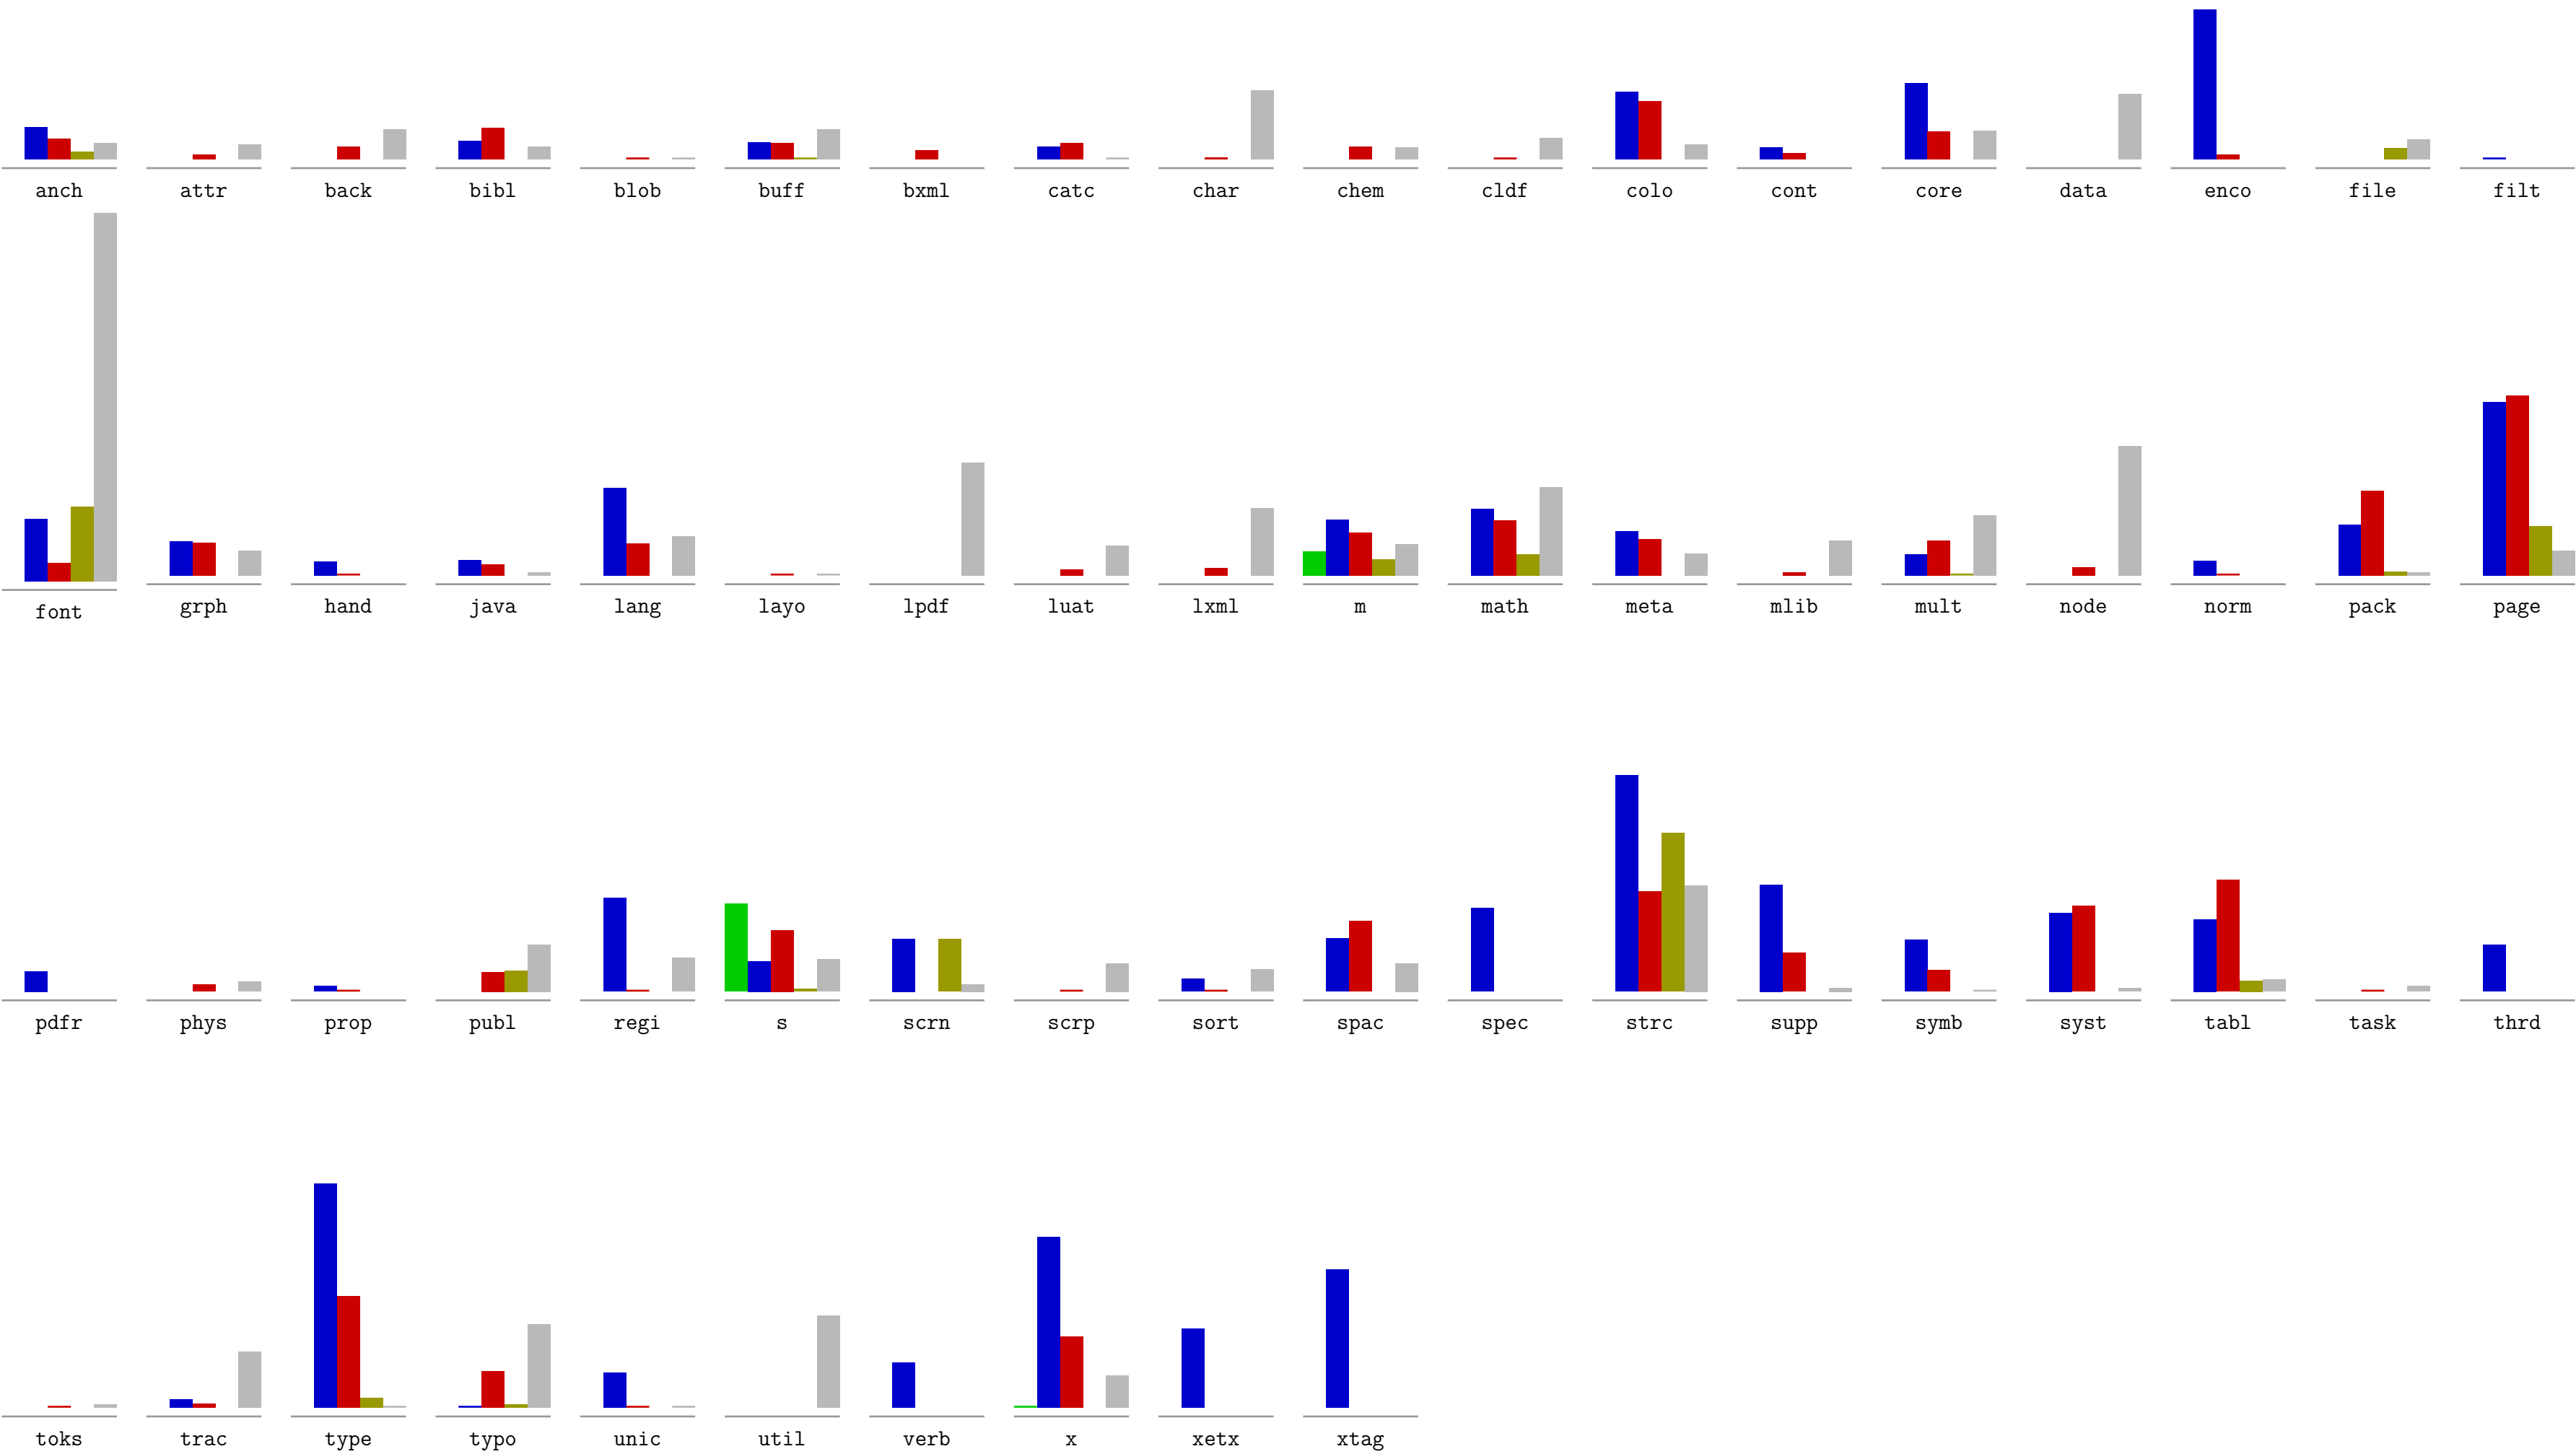 anch attr back bibl blob buff bxml catc char chem cldf colo cont core data enco file filt
font grph hand java lang layo lpdf luat lxml m math meta mlib mult node norm pack page
pdfr phys prop publ regi s scrn scrp sort spac spec strc supp symb syst tabl task thrd
toks trac type typo unic util verb x xetx xtag